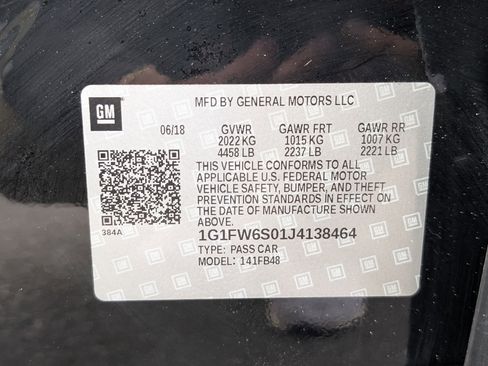 GM
MFD BY GENERAL MOTORS LLC
06/18 GVWR GAWR FRT GAWR RR
2022 KG 1015 KG 1007 KG
4458 LB 2237 LB 2221 LB
THIS VEHICLE CONFORMS TO ALL
APPLICABLE U.S. FEDERAL MOTOR
VEHICLE SAFETY, BUMPER, AND THEFT
PREVENTION STANDARDS IN EFFECT ON
THE DATE OF MANUFACTURE SHOWN
ABOVE.
384A
1G1FW6S01J4138464
TYPE: PASS CAR
MODEL: 141FB48